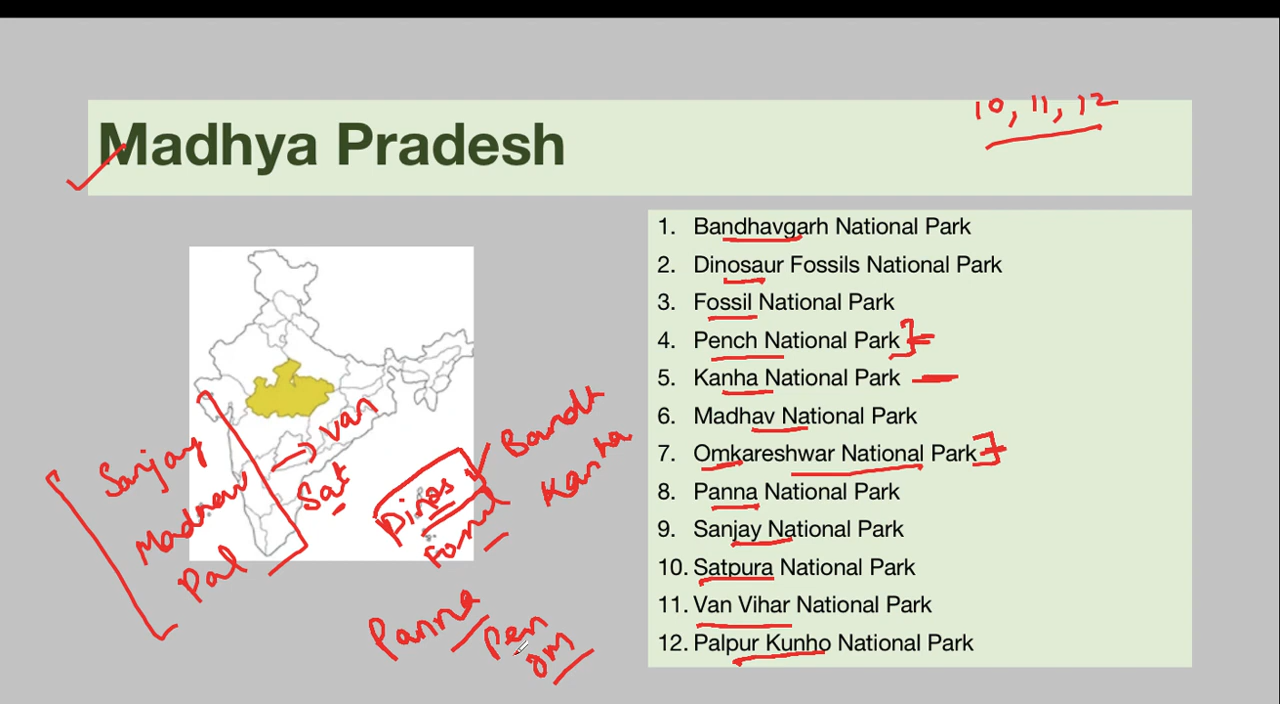 10, 11, 12
Madhya Pradesh
1. Bandhavgarh National Park
2. Dinosaur Fossils National Park
3. Fossil National Park
4. Pench National Park
5. Kanha National Park
6. Madhav National Park
7. Omkareshwar National Park
8. Panna National Park
9. Sanjay National Park
10. Satpura National Park
11. Van Vihar National Park
12. Palpur Kunho National Park
Sanjay
Madhav
Pal
Van
Sat
Dinos
Bandh
Kanha
Panna
Pen
om